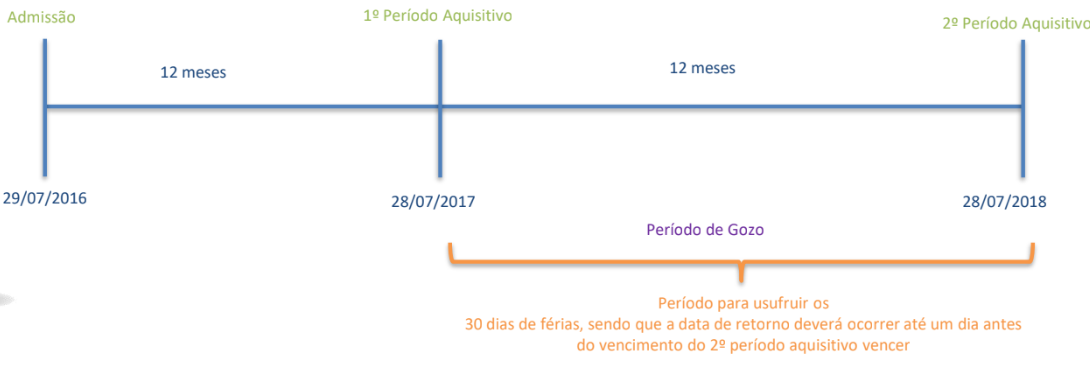 Admissão
1º Período Aquisitivo
2º Período Aquisitivo
12 meses
12 meses
29/07/2016
28/07/2017
28/07/2018
Período de Gozo
Período para usufruir os
30 dias de férias, sendo que a data de retorno deverá ocorrer até um dia antes
do vencimento do 2º período aquisitivo vencer